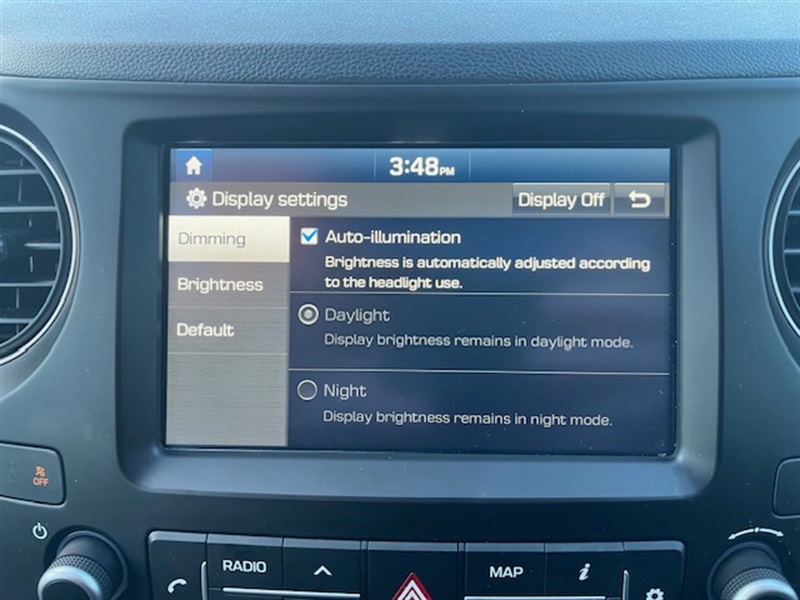 3:48PM
Display settings
Display Off
Dimming
Auto-illumination
Brightness is automatically adjusted according
to the headlight use.
Brightness
Daylight
Default
Display brightness remains in daylight mode.
Night
Display brightness remains in night mode.
OFF
RADIO
MAP
i